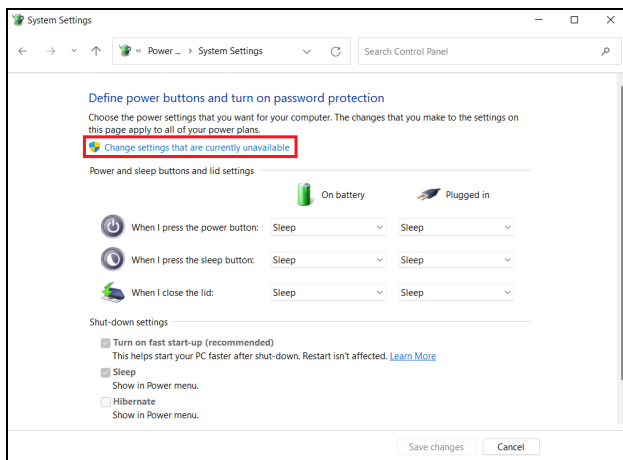 System Settings
« Power ... > System Settings
Search Control Panel
Define power buttons and turn on password protection
Choose the power settings that you want for your computer. The changes that you make to the settings on
this page apply to all of your power plans.
Change settings that are currently unavailable
Power and sleep buttons and lid settings
On battery Plugged in
When I press the power button: Sleep Sleep
When I press the sleep button: Sleep Sleep
When I close the lid: Sleep Sleep
Shut-down settings
Turn on fast start-up (recommended)
This helps start your PC faster after shut-down. Restart isn't affected. Learn More
Sleep
Show in Power menu.
Hibernate
Show in Power menu.
Save changes Cancel